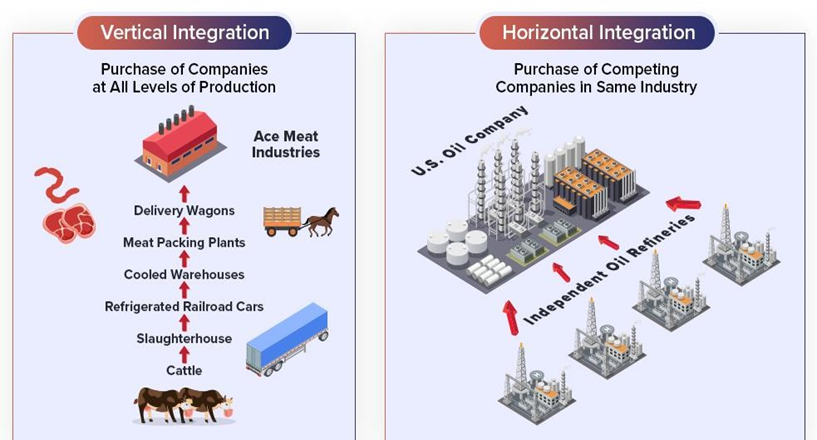 Vertical Integration
Purchase of Companies
at All Levels of Production
Ace Meat
Industries
Delivery Wagons
Meat Packing Plants
Cooled Warehouses
Refrigerated Railroad Cars
Slaughterhouse
Cattle
Horizontal Integration
Purchase of Competing
Companies in Same Industry
U.S. Oil Company
Independent Oil Refineries